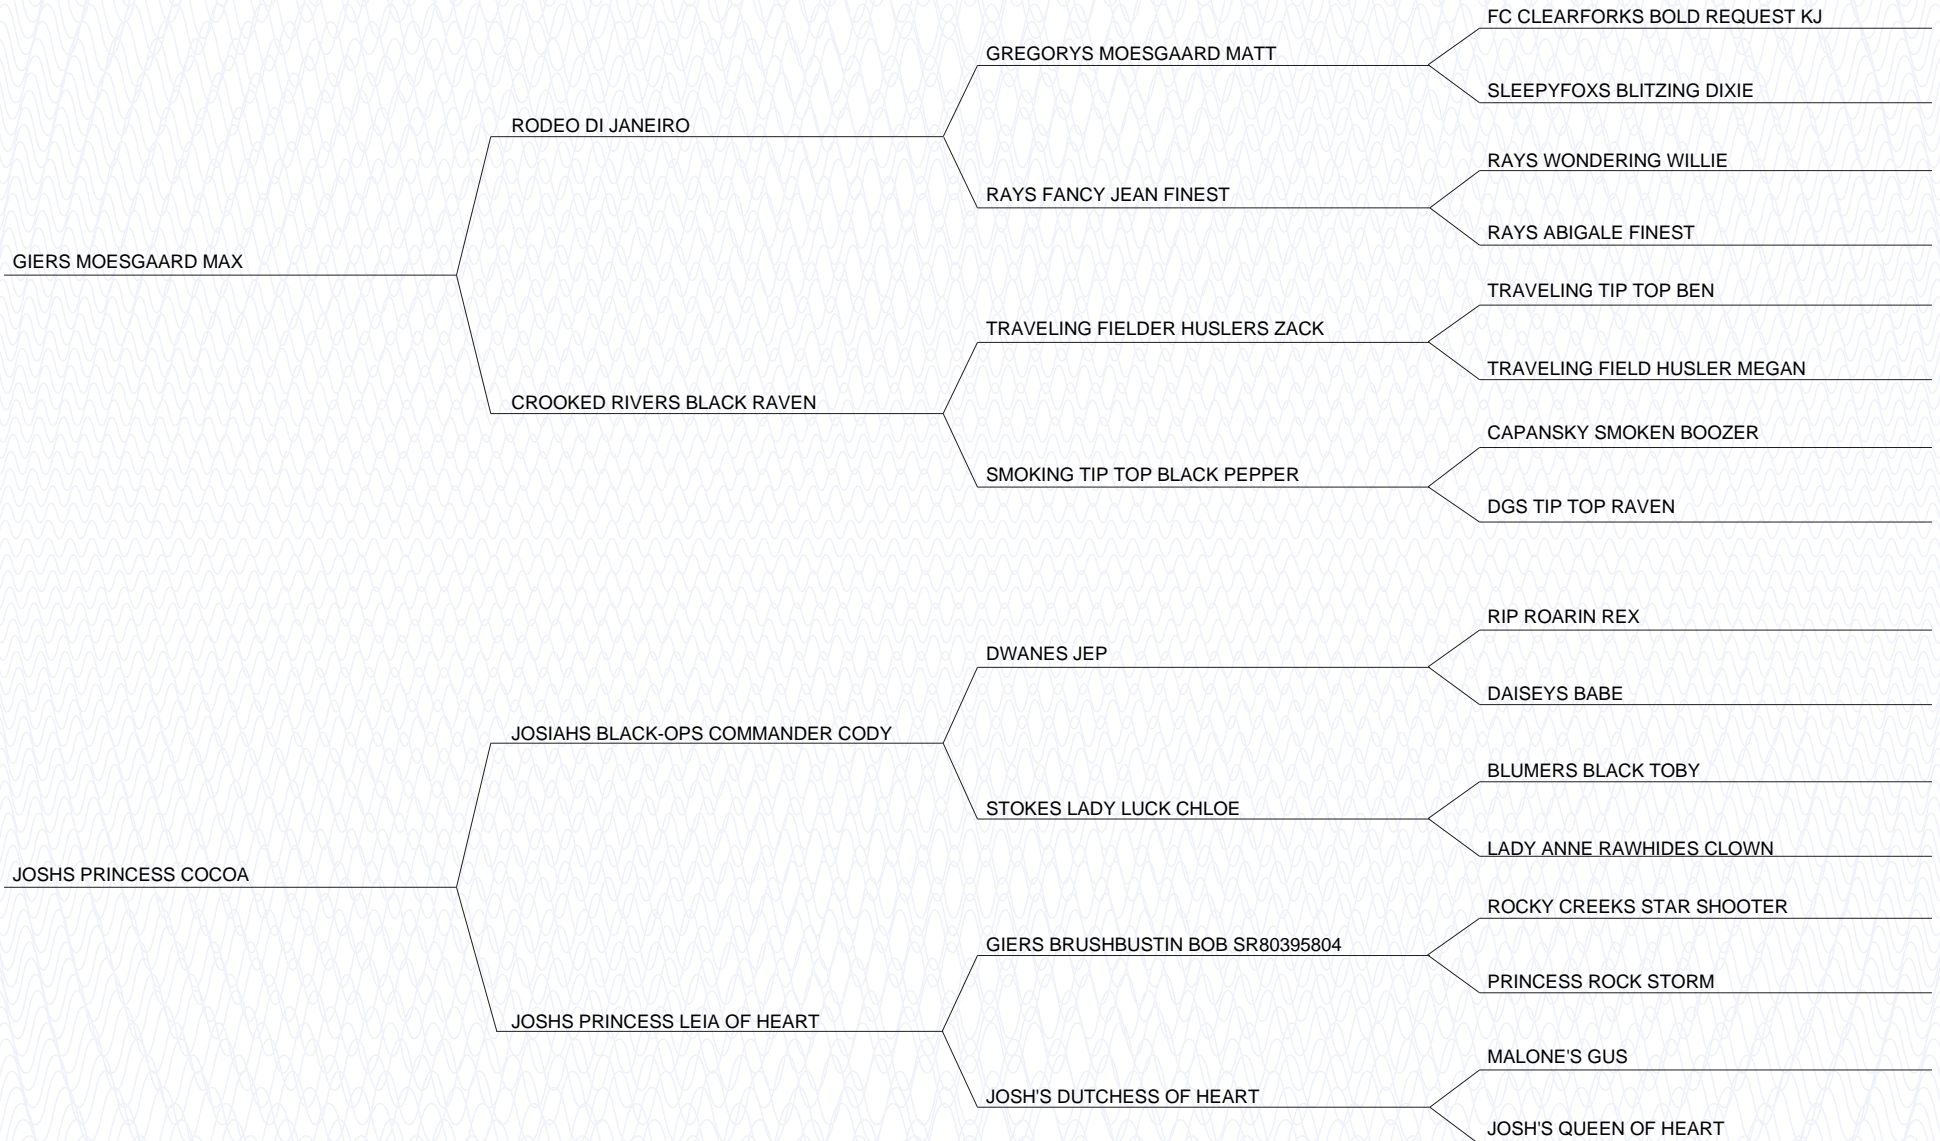 FC CLEARFORKS BOLD REQUEST KJ
GREGORYS MOESGAARD MATT
SLEEPYFOXS BLITZING DIXIE
RODEO DI JANEIRO
RAYS WONDERING WILLIE
RAYS FANCY JEAN FINEST
RAYS ABIGALE FINEST
GIERS MOESGAARD MAX
TRAVELING TIP TOP BEN
TRAVELING FIELDER HUSLERS ZACK
TRAVELING FIELD HUSLER MEGAN
CROOKED RIVERS BLACK RAVEN
CAPANSKY SMOKEN BOOZER
SMOKING TIP TOP BLACK PEPPER
DGS TIP TOP RAVEN
RIP ROARIN REX
DWANES JEP
DAISEYS BABE
JOSIAHS BLACK-OPS COMMANDER CODY
BLUMERS BLACK TOBY
STOKES LADY LUCK CHLOE
LADY ANNE RAWHIDES CLOWN
JOSHS PRINCESS COCOA
ROCKY CREEKS STAR SHOOTER
GIERS BRUSHBUSTIN BOB SR80395804
PRINCESS ROCK STORM
JOSHS PRINCESS LEIA OF HEART
MALONE'S GUS
JOSH'S DUTCHESS OF HEART
JOSH'S QUEEN OF HEART